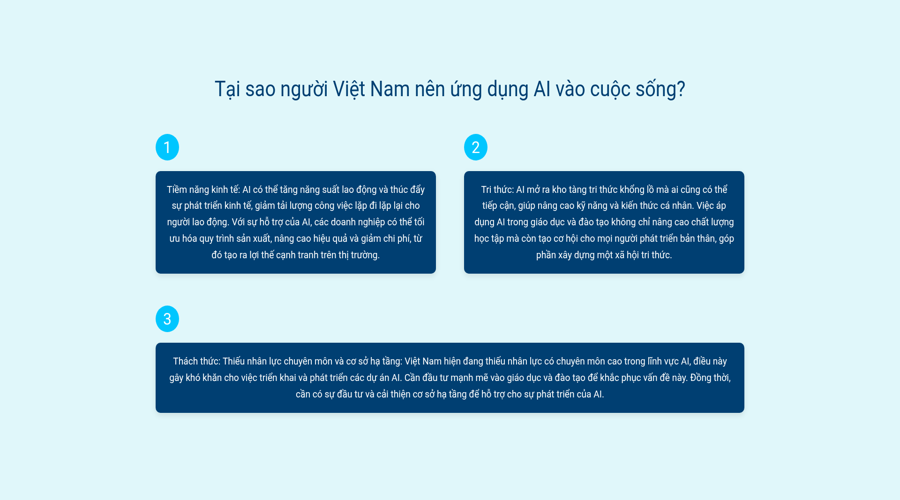 Tại sao người Việt Nam nên ứng dụng AI vào cuộc sống?
1
Tiềm năng kinh tế: AI có thể tăng năng suất lao động và thúc đẩy
sự phát triển kinh tế, giảm tải lượng công việc lặp đi lặp lại cho
người lao động. Với sự hỗ trợ của AI, các doanh nghiệp có thể tối
ưu hóa quy trình sản xuất, nâng cao hiệu quả và giảm chi phí, từ
đó tạo ra lợi thế cạnh tranh trên thị trường.
2
Tri thức: AI mở ra kho tàng tri thức khổng lồ mà ai cũng có thể
tiếp cận, giúp nâng cao kỹ năng và kiến thức cá nhân. Việc áp
dụng AI trong giáo dục và đào tạo không chỉ nâng cao chất lượng
học tập mà còn tạo cơ hội cho mọi người phát triển bản thân, góp
phần xây dựng một xã hội tri thức.
3
Thách thức: Thiếu nhân lực chuyên môn và cơ sở hạ tầng: Việt Nam hiện đang thiếu nhân lực có chuyên môn cao trong lĩnh vực AI, điều này
gây khó khăn cho việc triển khai và phát triển các dự án AI. Cần đầu tư mạnh mẽ vào giáo dục và đào tạo để khắc phục vấn đề này. Đồng thời,
cần có sự đầu tư và cải thiện cơ sở hạ tầng để hỗ trợ cho sự phát triển của AI.